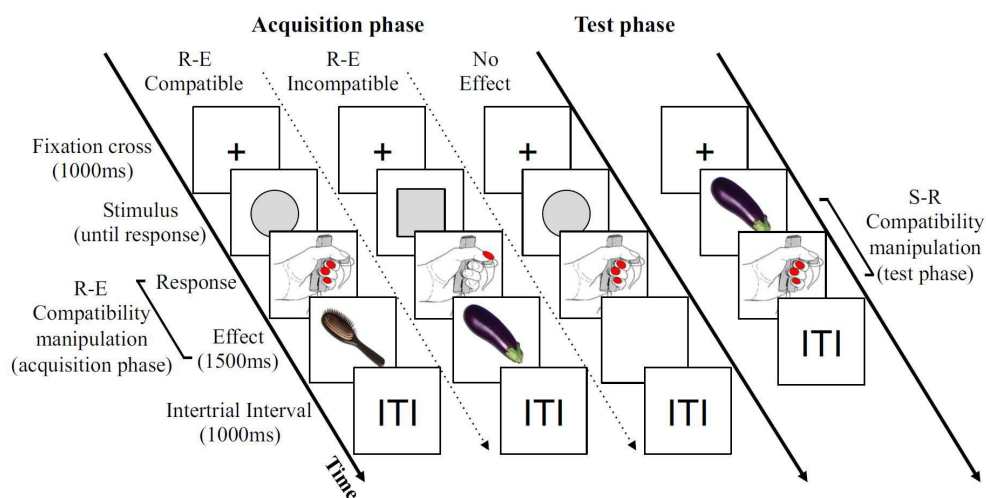 Acquisition phase
Test phase
R-E
Compatible
R-E
Incompatible
No
Effect
Fixation cross
(1000ms)
+
+
+
+
Stimulus
(until response)
S-R
Compatibility
manipulation
(test phase)
R-E
Compatibility
manipulation
(acquisition phase)
Response
Effect
(1500ms)
ITI
Intertrial Interval
(1000ms)
ITI
ITI
ITI
Time